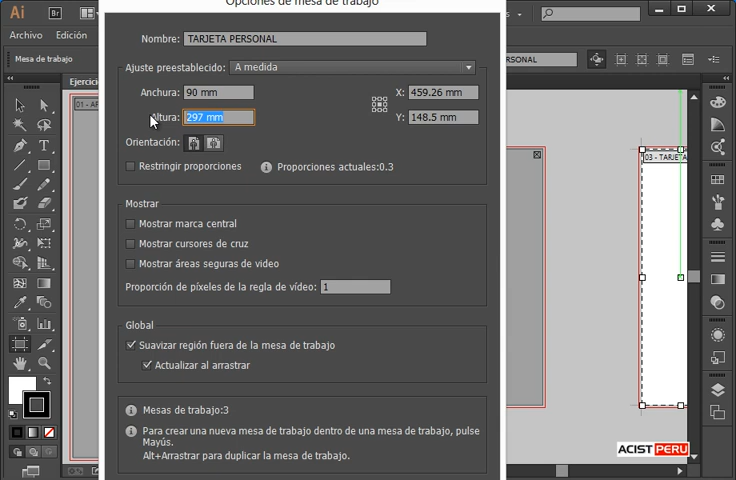 Opciones de mesa de trabajo
Ai
Br
Archivo
Edición
Mesa de trabajo
PERSONAL
Ejercici
03 - TARJETA
Nombre: TARJETA PERSONAL
Ajuste preestablecido: A medida
Anchura: 90 mm
X: 459.26 mm
Altura: 297 mm
Y: 148.5 mm
Orientación:
Restringir proporciones
Proporciones actuales:0.3
Mostrar
Mostrar marca central
Mostrar cursores de cruz
Mostrar áreas seguras de video
Proporción de píxeles de la regla de vídeo: 1
Global
Suavizar región fuera de la mesa de trabajo
Actualizar al arrastrar
Mesas de trabajo:3
Para crear una nueva mesa de trabajo dentro de una mesa de trabajo, pulse
Mayús.
Alt+Arrastrar para duplicar la mesa de trabajo.
ACISTPERU